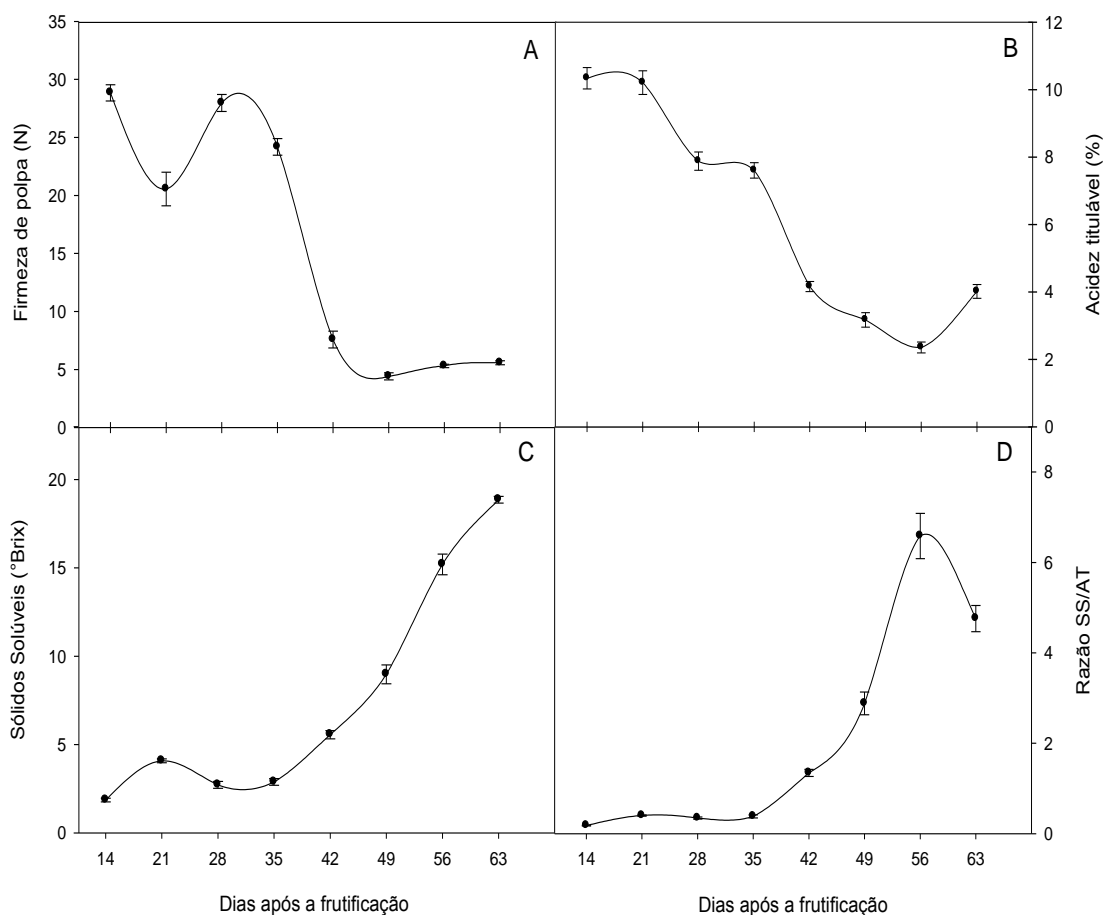 A
Firmeza de polpa (N)
35
30
25
20
15
10
5
0
B
12
10
8
6
4
2
0
Acidez titulável (%)
C
Sólidos Solúveis (°Brix)
20
15
10
5
0
14 21 28 35 42 49 56 63
Dias após a frutificação
D
8
6
4
2
0
Razão SS/AT
14 21 28 35 42 49 56 63
Dias após a frutificação